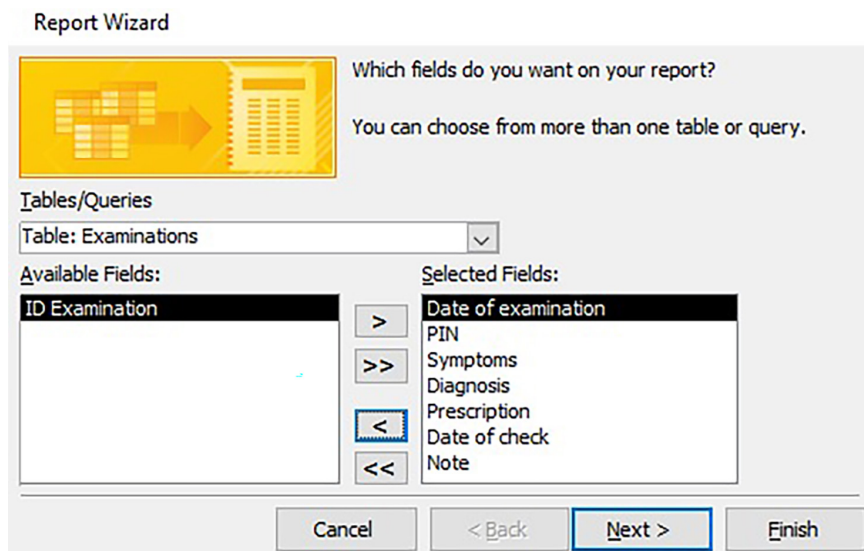 Report Wizard
Which fields do you want on your report?
You can choose from more than one table or query.
Tables/Queries
Table: Examinations
Available Fields:
Selected Fields:
ID Examination
>
>>
<
<<
Date of examination
PIN
Symptoms
Diagnosis
Prescription
Date of check
Note
Cancel
< Back
Next >
Finish